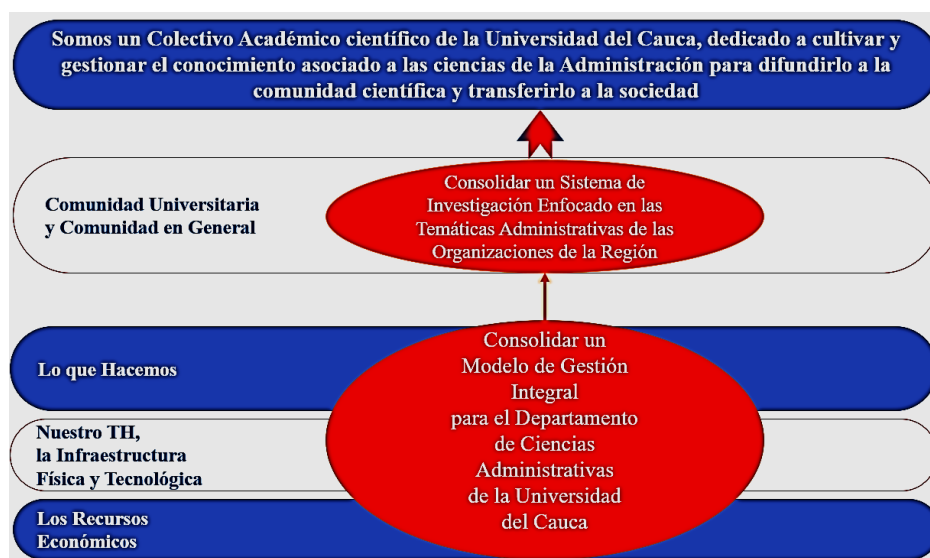 Somos un Colectivo Académico científico de la Universidad del Cauca, dedicado a cultivar y
gestionar el conocimiento asociado a las ciencias de la Administración para difundirlo a la
comunidad científica y transferirlo a la sociedad
Comunidad Universitaria
y Comunidad en General
Consolidar un Sistema de
Investigación Enfocado en las
Temáticas Administrativas de las
Organizaciones de la Región
Lo que Hacemos
Nuestro TH,
la Infraestructura
Física y Tecnológica
Los Recursos
Económicos
Consolidar un
Modelo de Gestión
Integral
para el Departamento
de Ciencias
Administrativas
de la Universidad
del Cauca